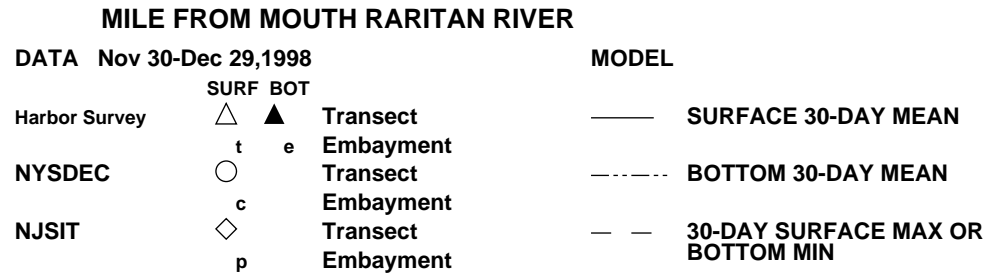 MILE FROM MOUTH RARITAN RIVER
DATA Nov 30-Dec 29,1998 MODEL
SURF BOT
Harbor Survey Transect SURFACE 30-DAY MEAN
t e Embayment
NYSDEC Transect BOTTOM 30-DAY MEAN
c Embayment
NJSIT Transect 30-DAY SURFACE MAX OR
BOTTOM MIN
p Embayment